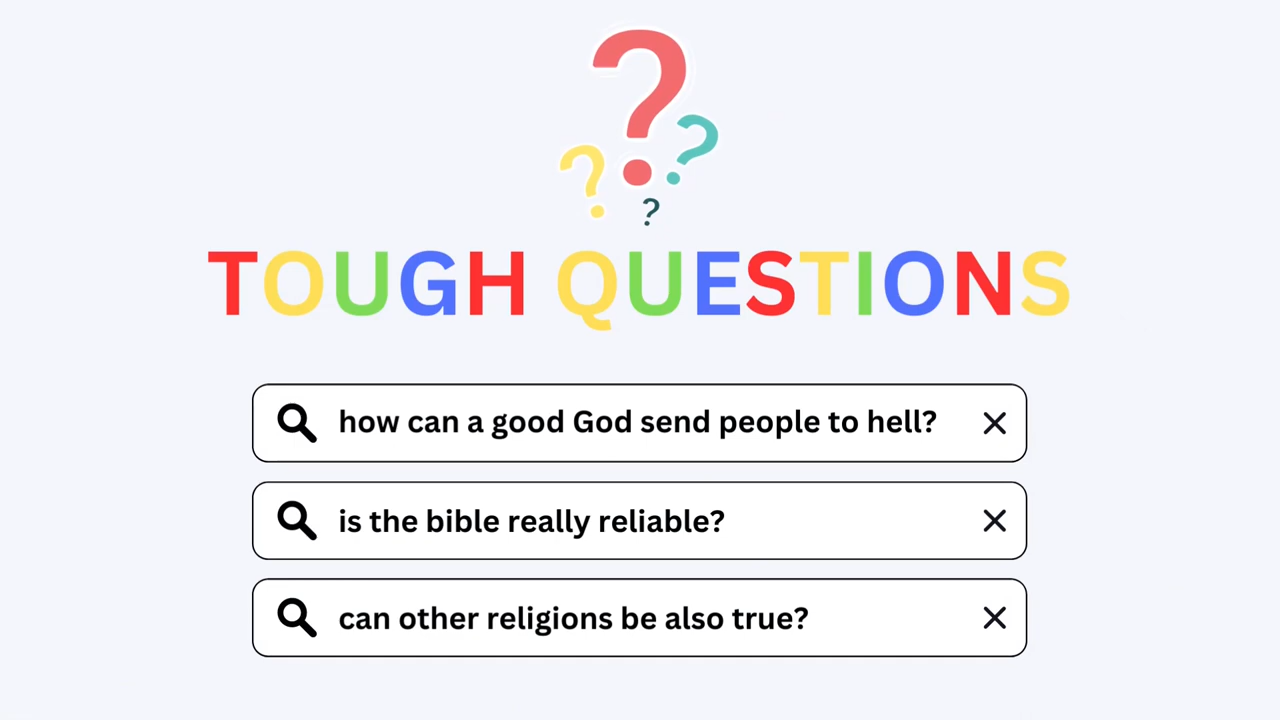 ?
?
?
?
TOUGH QUESTIONS
how can a good God send people to hell?
is the bible really reliable?
can other religions be also true?